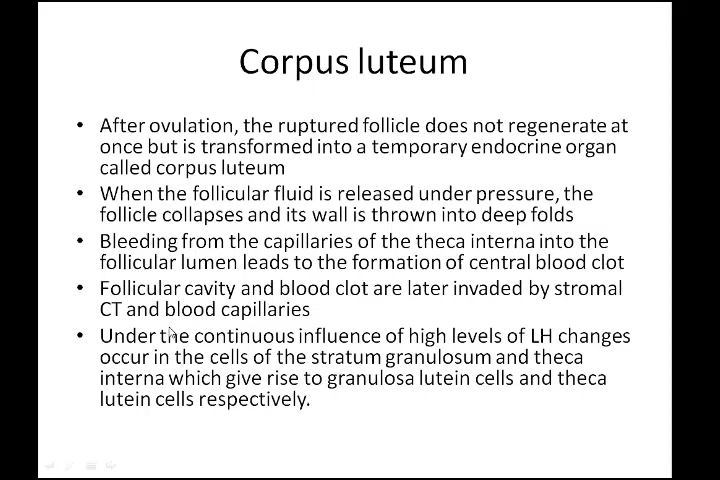 Corpus luteum
• After ovulation, the ruptured follicle does not regenerate at
once but is transformed into a temporary endocrine organ
called corpus luteum
• When the follicular fluid is released under pressure, the
follicle collapses and its wall is thrown into deep folds
• Bleeding from the capillaries of the theca interna into the
follicular lumen leads to the formation of central blood clot
• Follicular cavity and blood clot are later invaded by stromal
CT and blood capillaries
• Under the continuous influence of high levels of LH changes
occur in the cells of the stratum granulosum and theca
interna which give rise to granulosa lutein cells and theca
lutein cells respectively.